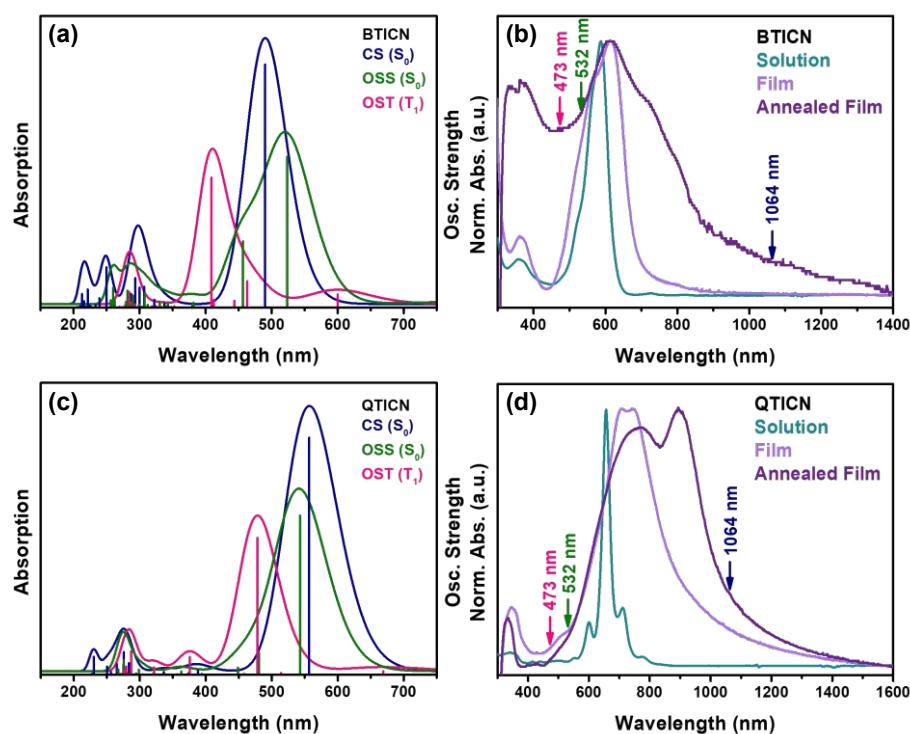 (a)
BTICN
CS (S0)
OSS (S0)
OST (T1)
Absorption
Osc. Strength
200 300 400 500 600 700
Wavelength (nm)
(b)
473 nm
532 nm
1064 nm
BTICN
Solution
Film
Annealed Film
Norm. Abs. (a.u.)
400 600 800 1000 1200 1400
Wavelength (nm)
(c)
QTICN
CS (S0)
OSS (S0)
OST (T1)
Absorption
Osc. Strength
200 300 400 500 600 700
Wavelength (nm)
(d)
473 nm
532 nm
1064 nm
QTICN
Solution
Film
Annealed Film
Norm. Abs. (a.u.)
400 600 800 1000 1200 1400 1600
Wavelength (nm)